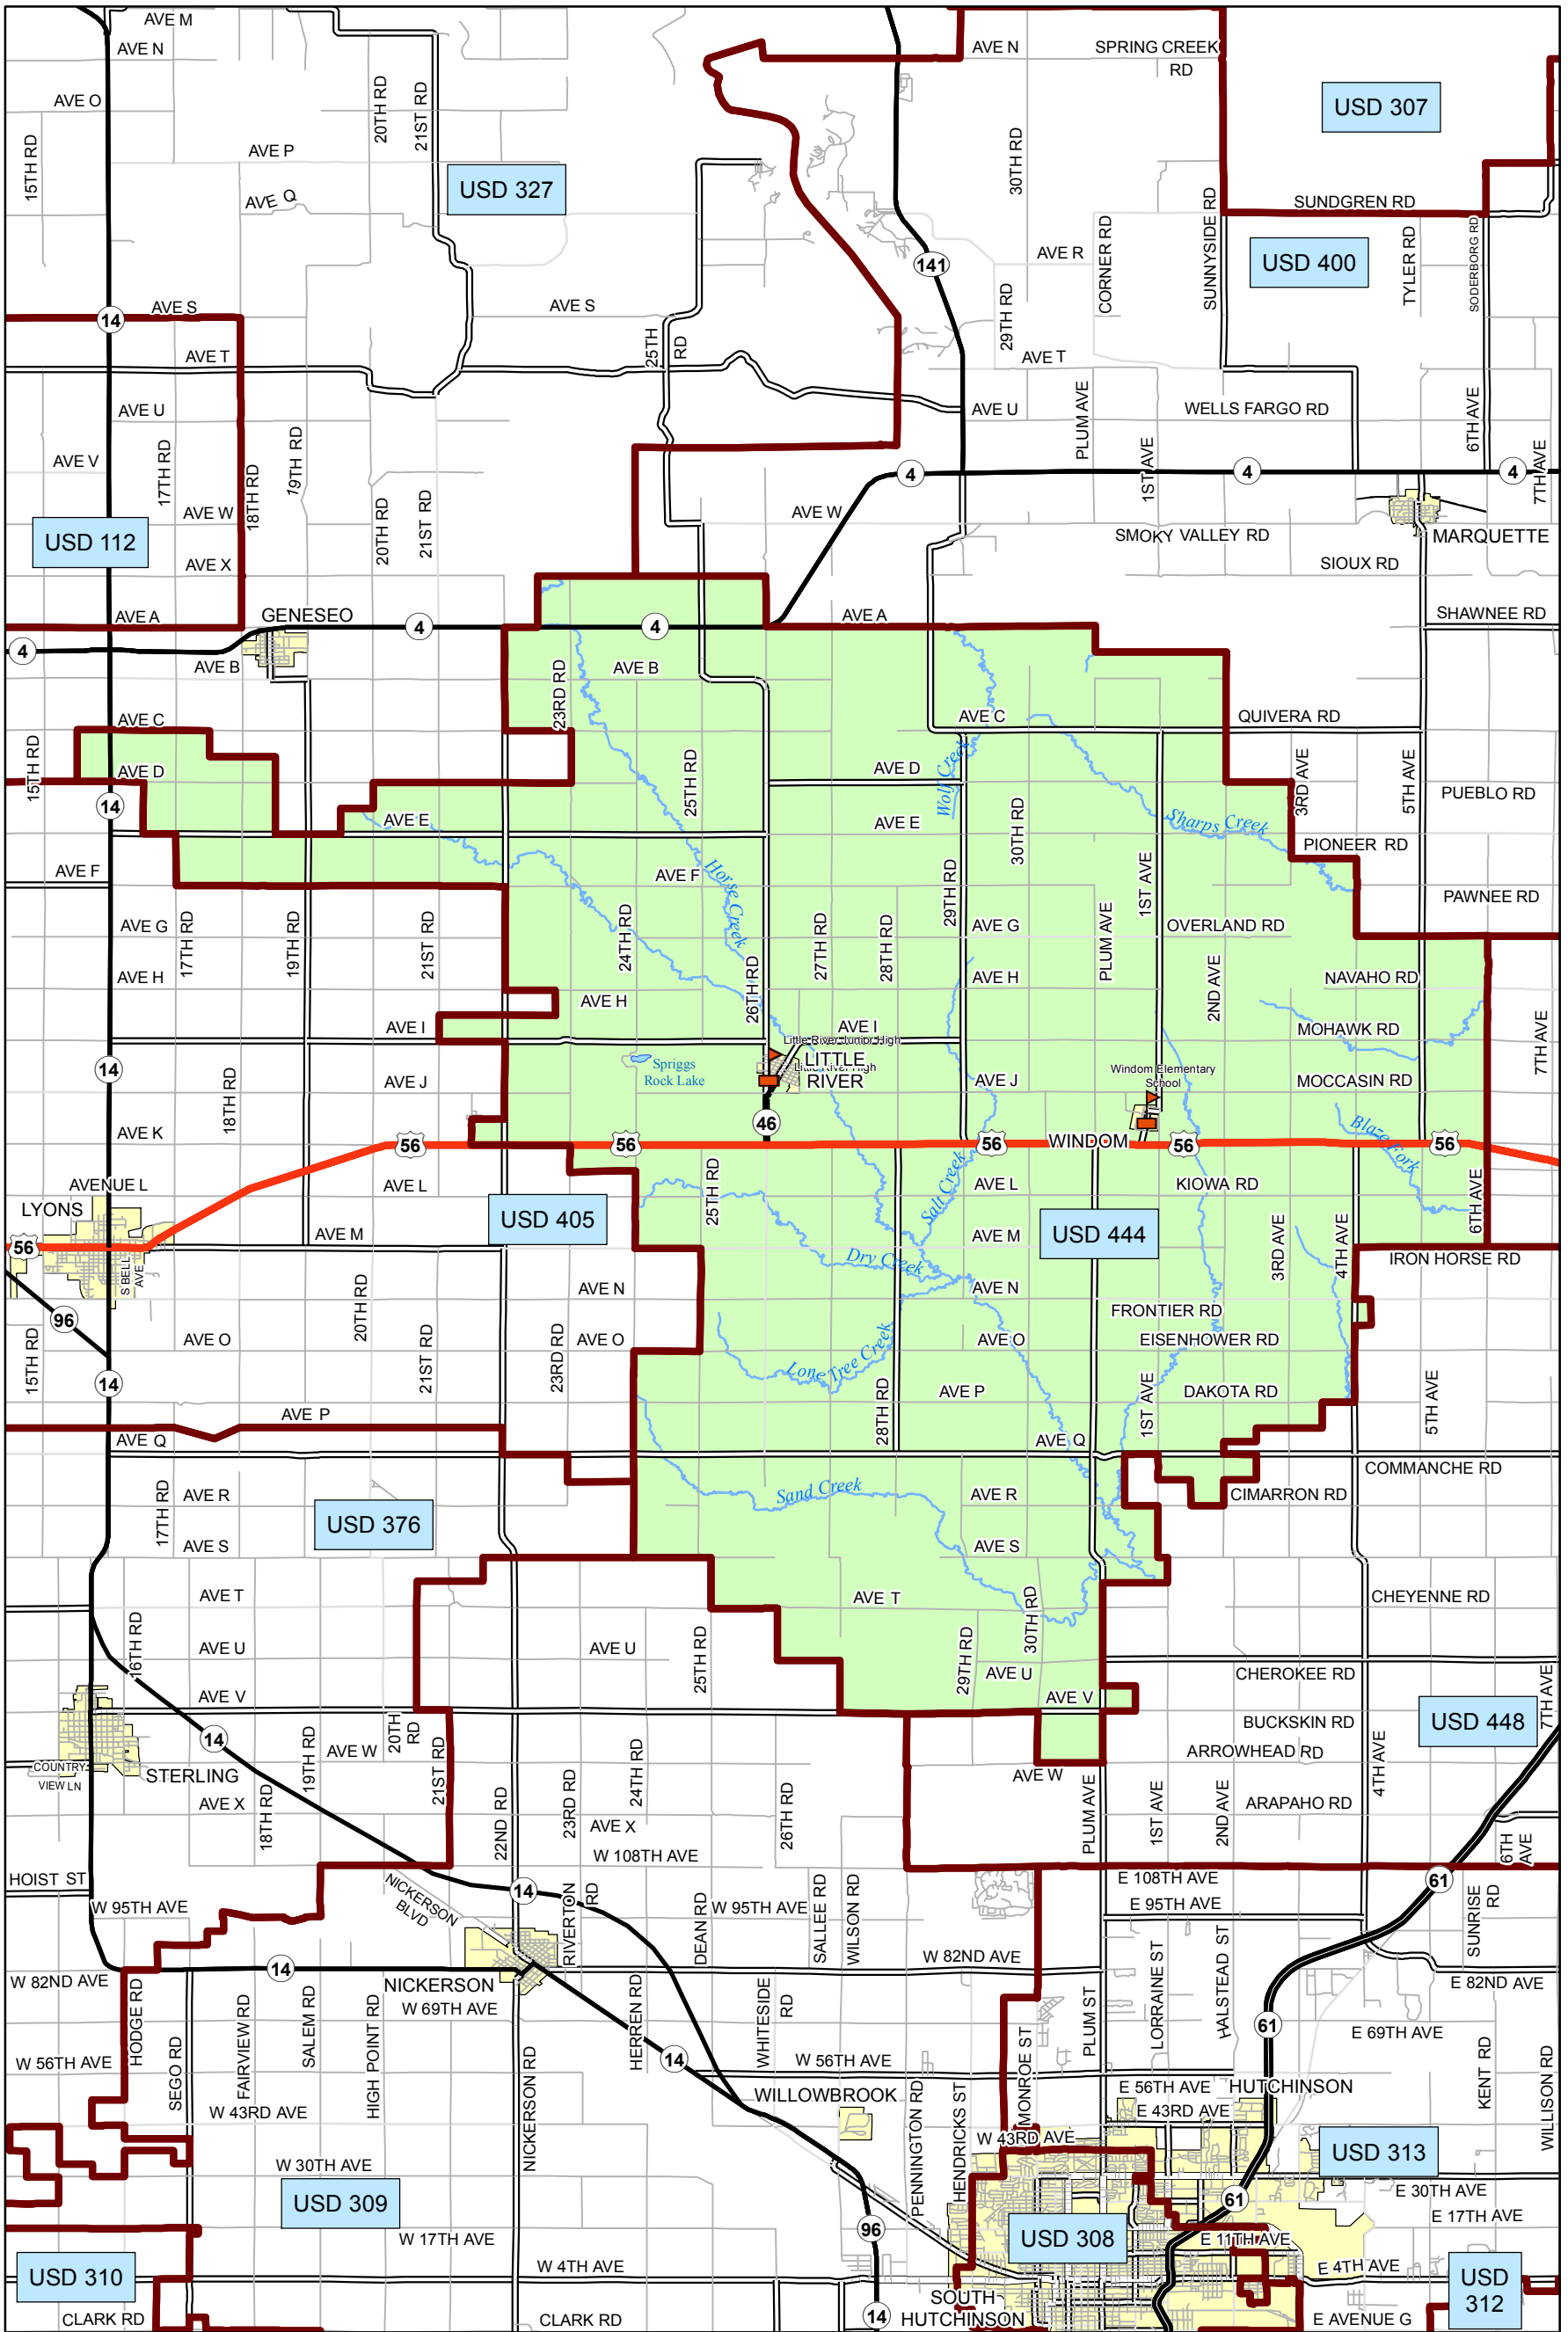 AVE M
AVE N
AVE N
SPRING CREEK
RD
AVE O
20TH RD
21ST RD
USD 307
15TH RD
AVE P
30TH RD
USD 327
AVE Q
SUNDGREN RD
SUNNYSIDE RD
CORNER RD
AVE R
USD 400
TYLER RD
SODERBORG RD
141
AVE S
AVE S
14
29TH RD
25TH
RD
AVE T
AVE T
AVE U
AVE U
PLUM AVE
WELLS FARGO RD
6TH AVE
AVE V
17TH RD
18TH RD
19TH RD
1ST AVE
7TH AVE
4
4
4
AVE W
20TH RD
21ST RD
AVE W
MARQUETTE
SMOKY VALLEY RD
USD 112
AVE X
SIOUX RD
AVE A
GENESEO
4
4
AVE A
SHAWNEE RD
4
AVE B
AVE B
23RD RD
AVE C
AVE C
QUIVERA RD
15TH RD
AVE D
25TH RD
AVE D
Wolf Creek
30TH RD
3RD AVE
5TH AVE
PUEBLO RD
14
AVE E
AVE E
Sharps Creek
PIONEER RD
AVE F
AVE F
Horse Creek
29TH RD
1ST AVE
PAWNEE RD
AVE G
17TH RD
19TH RD
21ST RD
24TH RD
27TH RD
28TH RD
AVE G
PLUM AVE
OVERLAND RD
AVE H
AVE H
26TH RD
AVE H
2ND AVE
NAVAHO RD
AVE I
AVE I
MOHAWK RD
7TH AVE
Little River Junior High
LITTLE
Little River High
RIVER
14
Spriggs
Rock Lake
AVE J
AVE J
Windom Elementary
School
MOCCASIN RD
18TH RD
46
AVE K
56
56
56
WINDOM
56
Blaze Fork
56
AVENUE L
AVE L
25TH RD
AVE L
KIOWA RD
6TH AVE
LYONS
USD 405
Salt Creek
AVE M
AVE M
USD 444
56
3RD AVE
4TH AVE
IRON HORSE RD
S BELL
AVE
Dry Creek
20TH RD
AVE N
AVE N
FRONTIER RD
96
AVE O
AVE O
AVE O
EISENHOWER RD
15TH RD
21ST RD
23RD RD
Lone Tree Creek
14
AVE P
DAKOTA RD
AVE P
28TH RD
1ST AVE
5TH AVE
AVE Q
AVE Q
COMMANCHE RD
17TH RD
AVE R
Sand Creek
AVE R
CIMARRON RD
USD 376
AVE S
AVE S
AVE T
AVE T
30TH RD
CHEYENNE RD
16TH RD
AVE U
AVE U
25TH RD
29TH RD
AVE U
CHEROKEE RD
AVE V
AVE V
BUCKSKIN RD
USD 448
7TH AVE
14
19TH RD
20TH
RD
AVE W
21ST RD
ARROWHEAD RD
COUNTRY
VIEW LN
STERLING
24TH RD
AVE W
PLUM AVE
4TH AVE
AVE X
18TH RD
22ND RD
23RD RD
AVE X
26TH RD
1ST AVE
2ND AVE
ARAPAHO RD
6TH
AVE
W 108TH AVE
HOIST ST
NICKERSON
BLVD
14
E 108TH AVE
61
W 95TH AVE
RIVERTON
RD
DEAN RD
W 95TH AVE
SALLEE RD
WILSON RD
E 95TH AVE
SUNRISE
RD
W 82ND AVE
14
NICKERSON
W 82ND AVE
LORRAINE ST
HALSTEAD ST
E 82ND AVE
HODGE RD
W 69TH AVE
HERREN RD
WHITESIDE
RD
PLUM ST
61
E 69TH AVE
SEGO RD
FAIRVIEW RD
SALEM RD
HIGH POINT RD
W 56TH AVE
14
W 56TH AVE
MONROE ST
E 56TH AVE
HUTCHINSON
KENT RD
WILLISON RD
W 43RD AVE
NICKERSON RD
WILLOWBROOK
PENNINGTON RD
HENDRICKS ST
W 43RD AVE
E 43RD AVE
USD 313
W 30TH AVE
E 30TH AVE
USD 309
61
W 17TH AVE
96
USD 308
E 17TH AVE
E 11TH AVE
USD 310
W 4TH AVE
E 4TH AVE
USD
312
CLARK RD
CLARK RD
14
SOUTH
HUTCHINSON
E AVENUE G